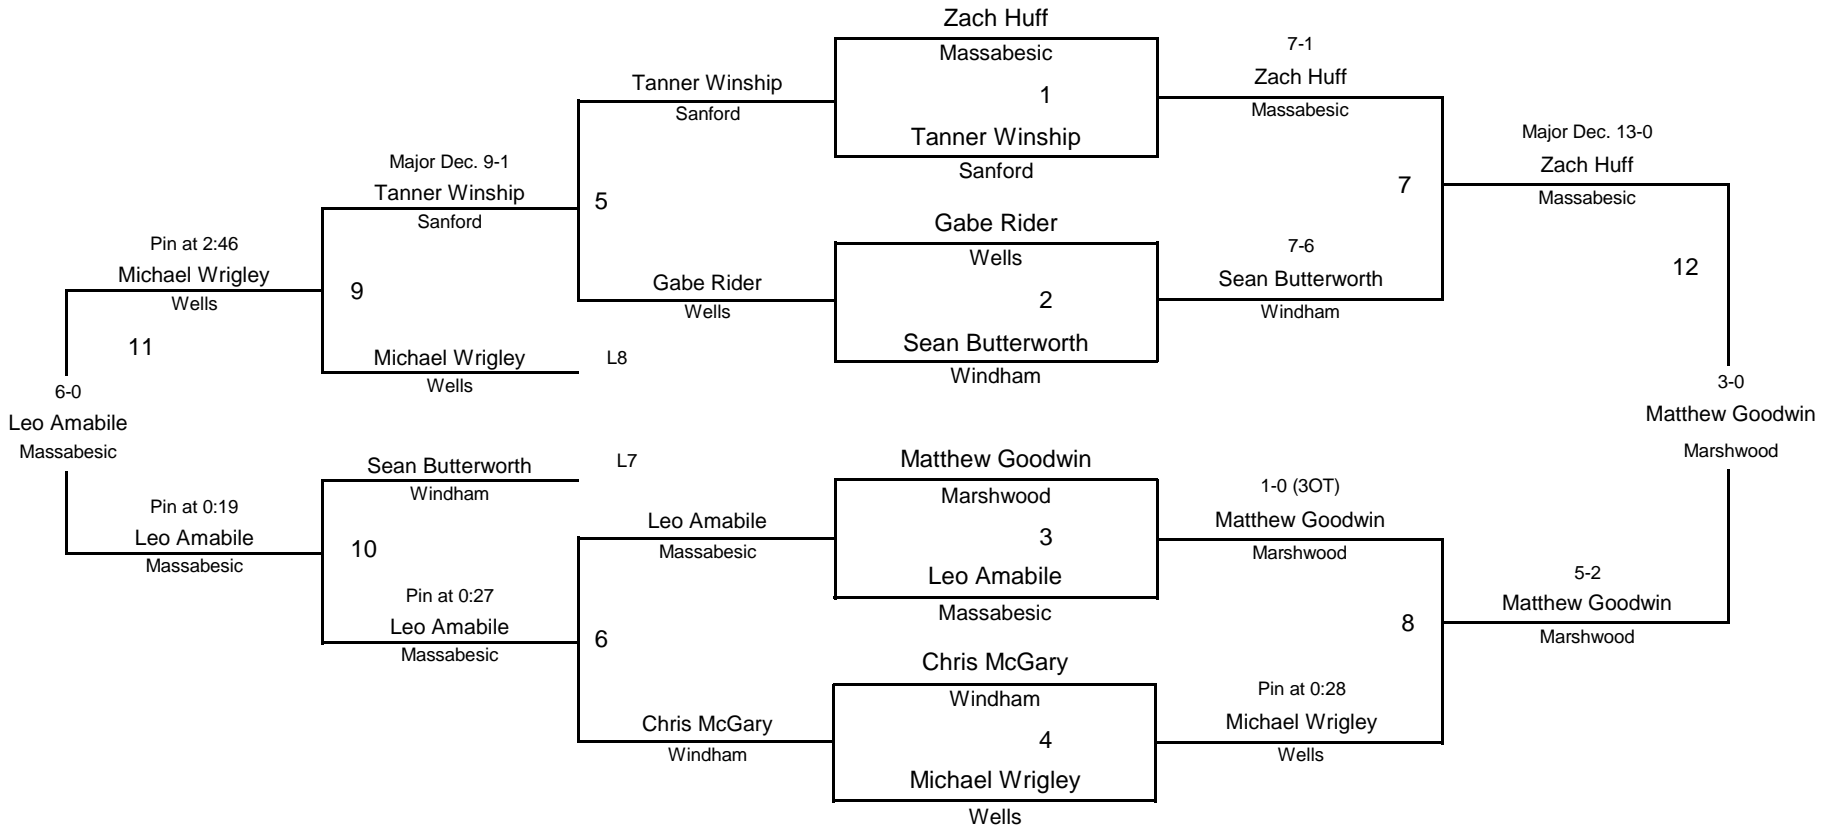 Zach Huff
Massabesic
1
Tanner Winship
Sanford
Gabe Rider
Wells
2
Sean Butterworth
Windham
Matthew Goodwin
Marshwood
3
Leo Amabile
Massabesic
Chris McGary
Windham
4
Michael Wrigley
Wells
7-1
Zach Huff
Massabesic
7
7-6
Sean Butterworth
Windham
1-0 (3OT)
Matthew Goodwin
Marshwood
8
Pin at 0:28
Michael Wrigley
Wells
Major Dec. 13-0
Zach Huff
Massabesic
12
5-2
Matthew Goodwin
Marshwood
3-0
Matthew Goodwin
Marshwood
Tanner Winship
Sanford
5
Gabe Rider
Wells
L8
L7
Leo Amabile
Massabesic
6
Chris McGary
Windham
Major Dec. 9-1
Tanner Winship
Sanford
9
Michael Wrigley
Wells
Sean Butterworth
Windham
10
Pin at 0:27
Leo Amabile
Massabesic
Pin at 2:46
Michael Wrigley
Wells
11
Pin at 0:19
Leo Amabile
Massabesic
6-0
Leo Amabile
Massabesic